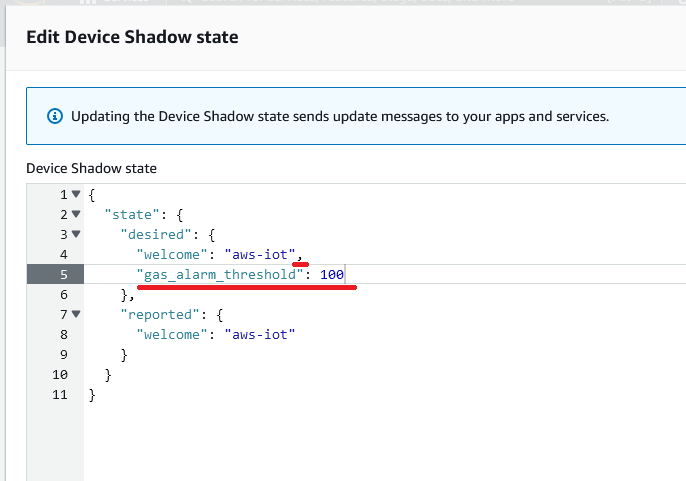 Edit Device Shadow state
Updating the Device Shadow state sends update messages to your apps and services.
Device Shadow state
1 {
2 "state": {
3 "desired": {
4 "welcome": "aws-iot",
5 "gas_alarm_threshold": 100
6 },
7 "reported": {
8 "welcome": "aws-iot"
9 }
10 }
11 }